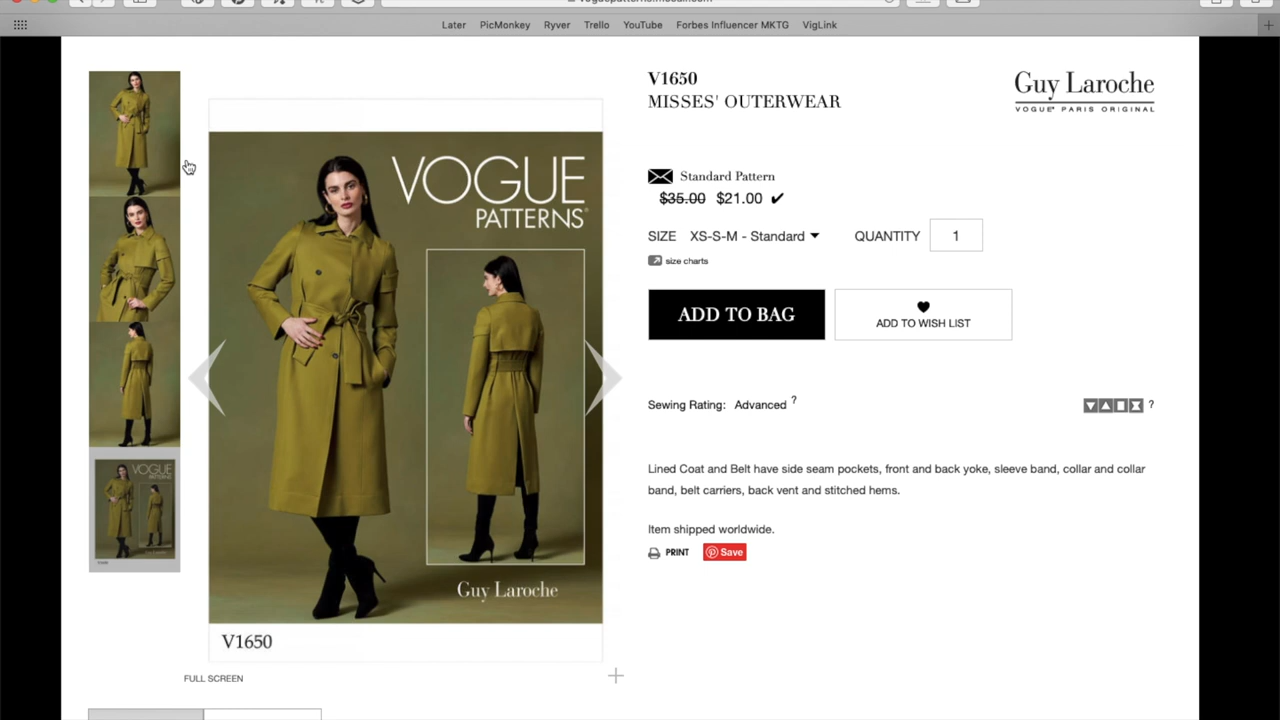 Later PicMonkey Ryver Trello YouTube Forbes Influencer MKTG VigLink
V1650
MISSES' OUTERWEAR
Guy Laroche
VOGUE® PARIS ORIGINAL
Standard Pattern
$35.00 $21.00 ✔
SIZE XS-S-M - Standard QUANTITY 1
size charts
ADD TO BAG
ADD TO WISH LIST
Sewing Rating: Advanced ?
?
Lined Coat and Belt have side seam pockets, front and back yoke, sleeve band, collar and collar
band, belt carriers, back vent and stitched hems.
Item shipped worldwide.
PRINT Save
VOGUE
PATTERNS®
Guy Laroche
V1650
FULL SCREEN
VOGUE
PATTERNS